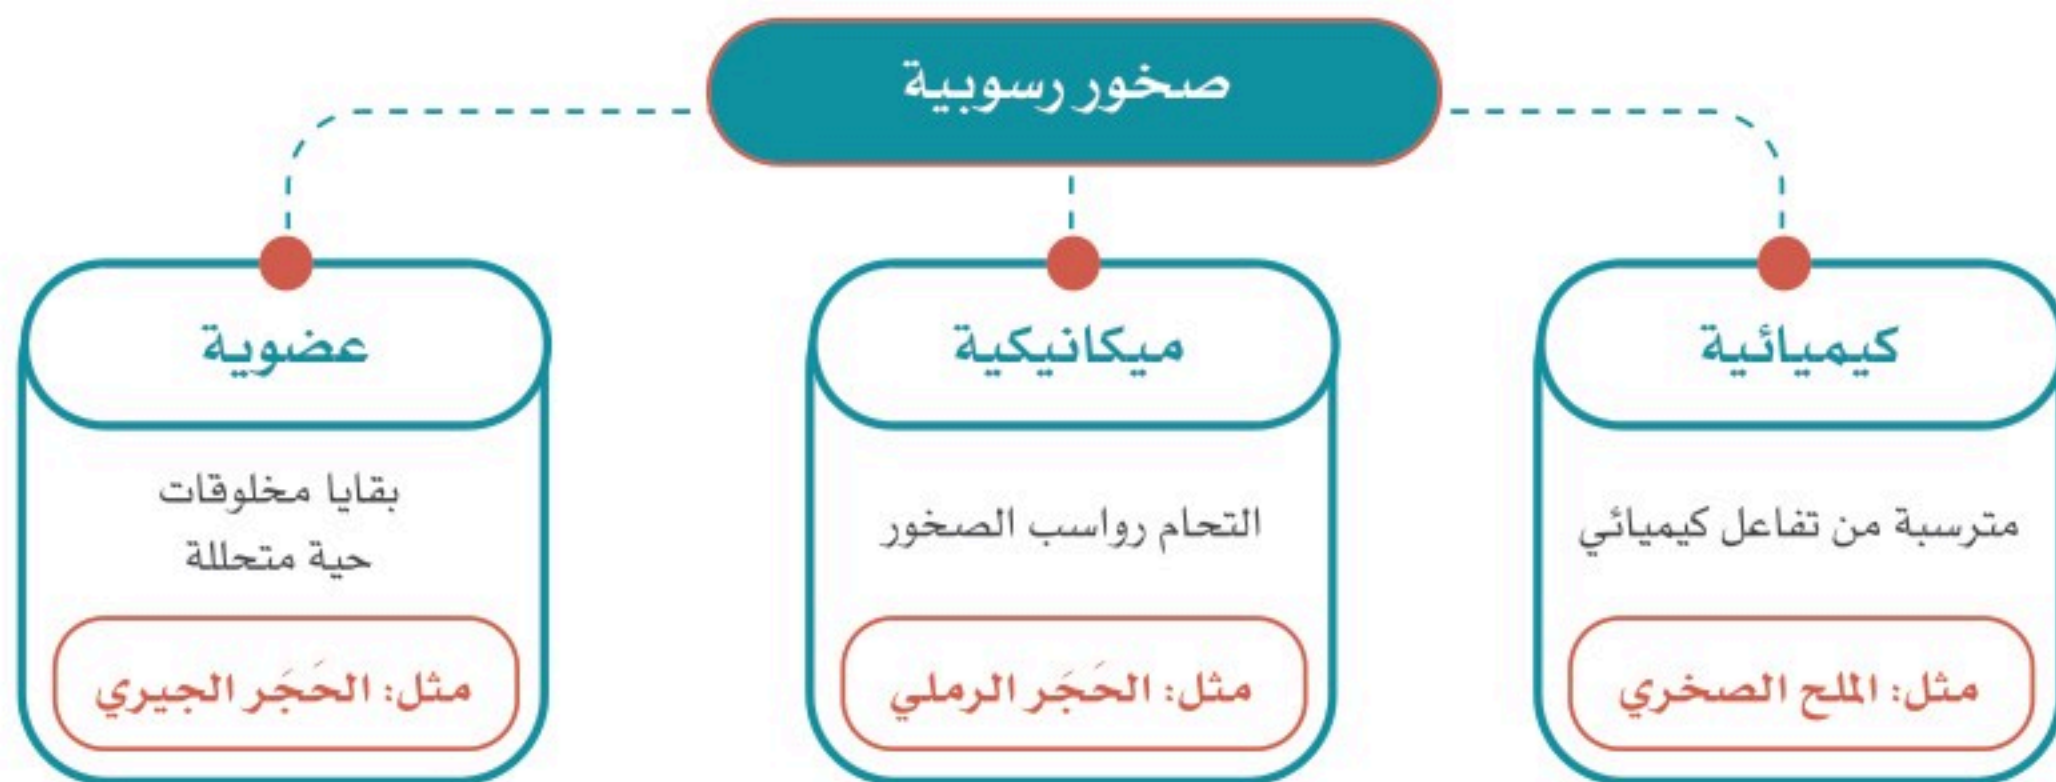 صخور رسوبية
كيميائية
مترسبة من تفاعل كيميائي
مثل: الملح الصخري
ميكانيكية
التحام رواسب الصخور
مثل: الحَجَر الرملي
عضوية
بقايا مخلوقات
حية متحللة
مثل: الحَجَر الجيري